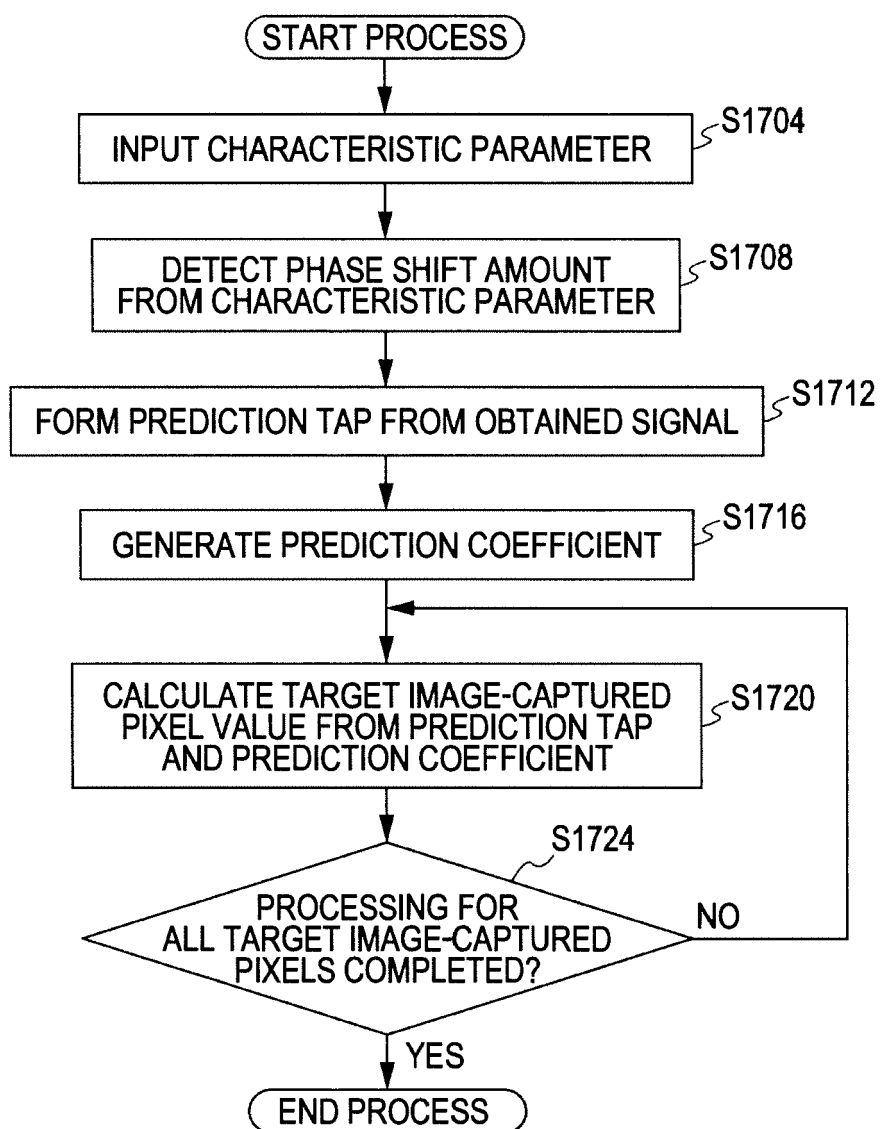 START PROCESS
INPUT CHARACTERISTIC PARAMETER
S1704
DETECT PHASE SHIFT AMOUNT
FROM CHARACTERISTIC PARAMETER
S1708
FORM PREDICTION TAP FROM OBTAINED SIGNAL
S1712
GENERATE PREDICTION COEFFICIENT
S1716
CALCULATE TARGET IMAGE-CAPTURED
PIXEL VALUE FROM PREDICTION TAP
AND PREDICTION COEFFICIENT
S1720
S1724
PROCESSING FOR
ALL TARGET IMAGE-CAPTURED
PIXELS COMPLETED?
NO
YES
END PROCESS